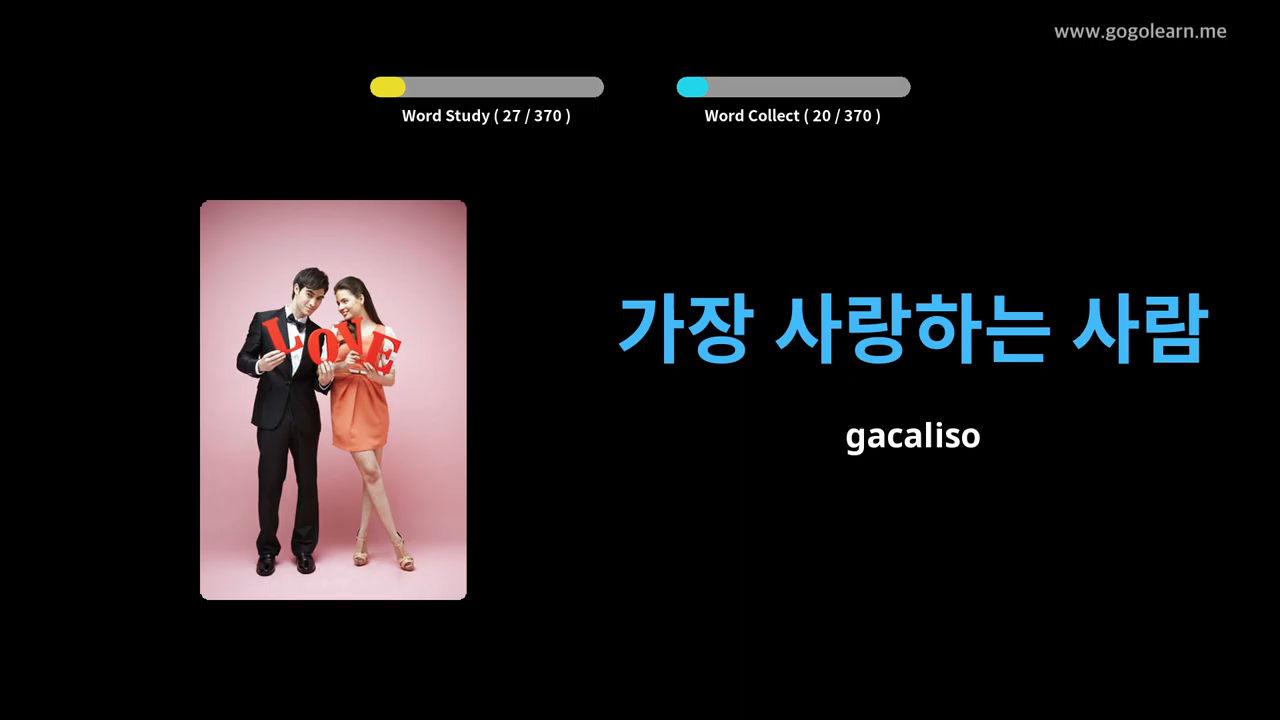 www.gogolearn.me
Word Study ( 27 / 370 )
Word Collect ( 20 / 370 )
LOVE
가장 사랑하는 사람
gacaliso